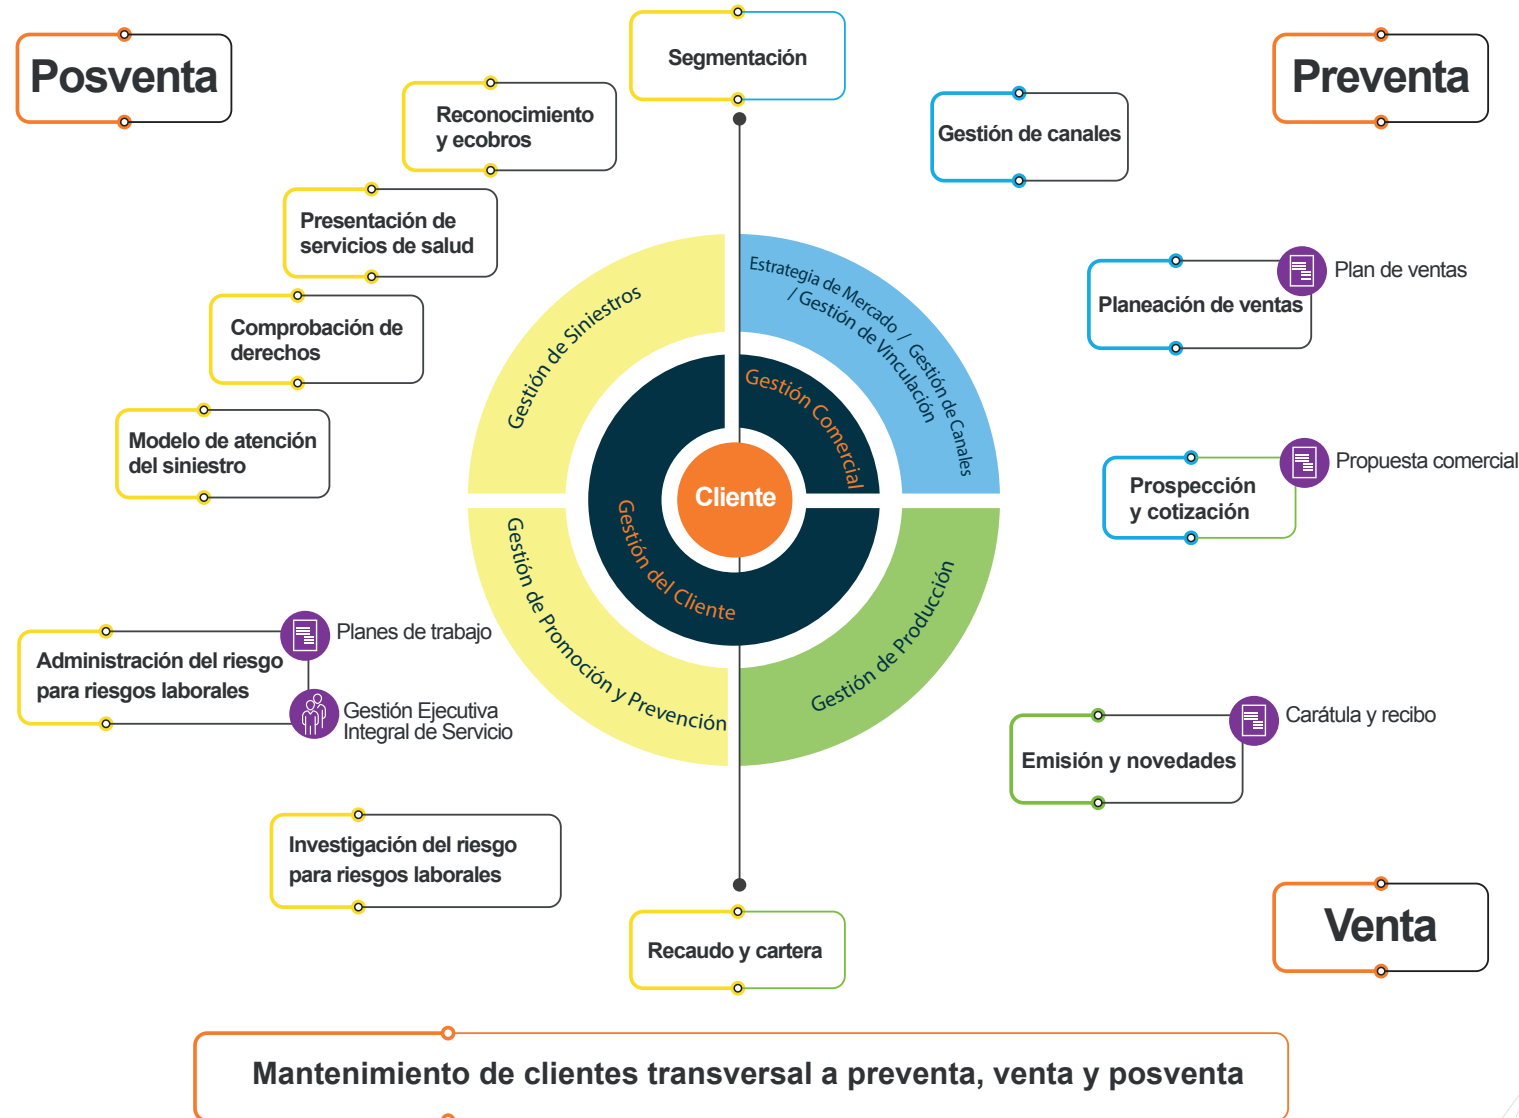 Posventa
Segmentación
Preventa
Reconocimiento
y ecobros
Gestión de canales
Presentación de
servicios de salud
Plan de ventas
Planeación de ventas
Comprobación de
derechos
Modelo de atención
del siniestro
Propuesta comercial
Prospección
y cotización
Gestión de Siniestros
Estrategia de Mercado / Gestión de Canales
/ Gestión de Vinculación
Gestión Comercial
Cliente
Gestión del Cliente
Gestión de Promoción y Prevención
Gestión de Producción
Planes de trabajo
Administración del riesgo
para riesgos laborales
Gestión Ejecutiva
Integral de Servicio
Carátula y recibo
Emisión y novedades
Investigación del riesgo
para riesgos laborales
Recaudo y cartera
Venta
Mantenimiento de clientes transversal a preventa, venta y posventa